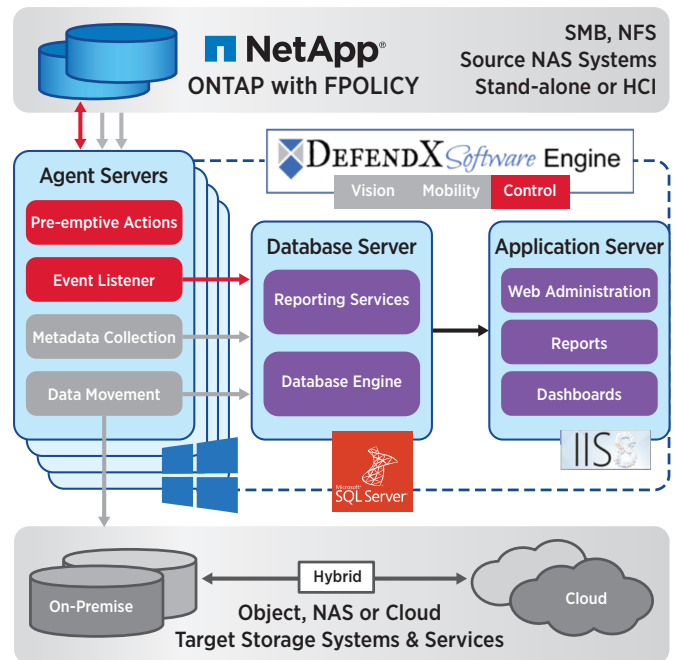 NetApp®
ONTAP with FPOLICY
SMB, NFS
Source NAS Systems
Stand-alone or HCI
DEFENDX Software Engine
Vision Mobility Control
Agent Servers
Pre-emptive Actions
Event Listener
Metadata Collection
Data Movement
Database Server
Reporting Services
Database Engine
Application Server
Web Administration
Reports
Dashboards
IIS8
Microsoft®
SQL Server
On-Premise
Hybrid
Cloud
Object, NAS or Cloud
Target Storage Systems & Services